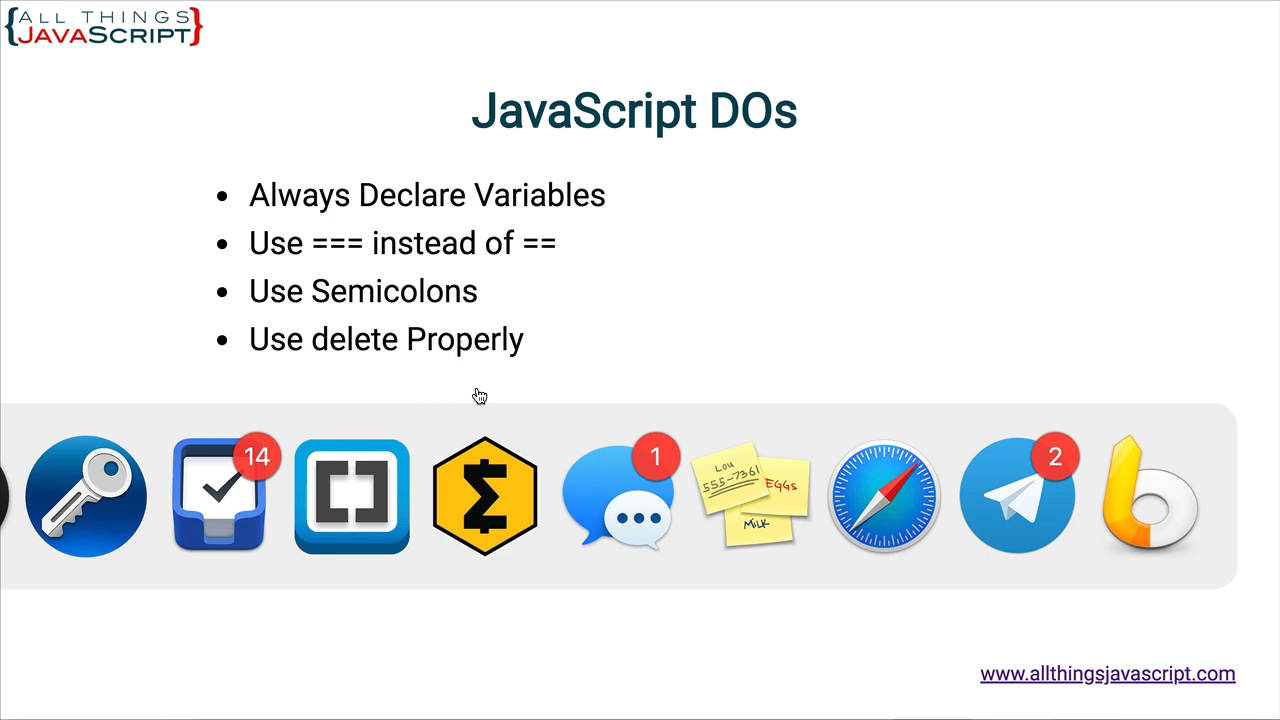 {ALL THINGS
JAVASCRIPT}
JavaScript DOs
• Always Declare Variables
• Use === instead of ==
• Use Semicolons
• Use delete Properly
14
1
LOU
555-7361
EGGS
MILK
2
www.allthingsjavascript.com